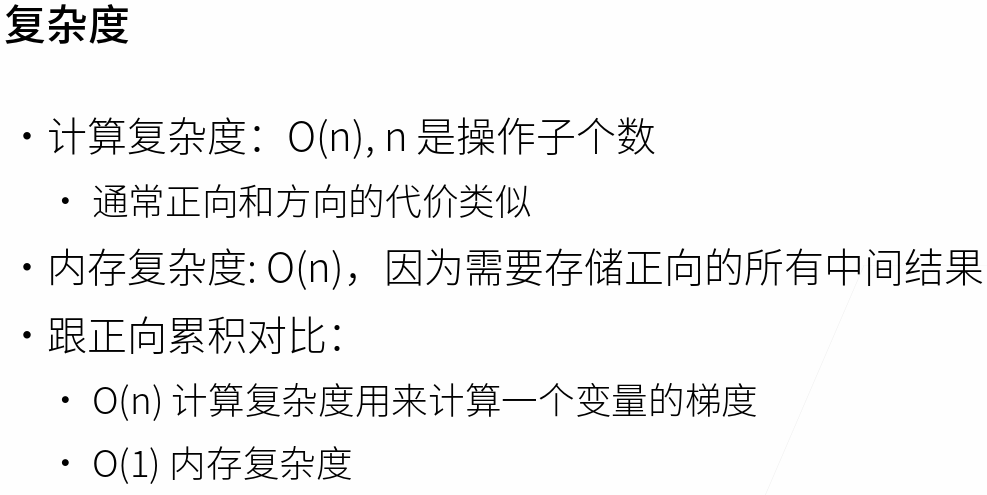 复杂度
• 计算复杂度：O(n), n 是操作子个数
• 通常正向和方向的代价类似
• 内存复杂度: O(n)，因为需要存储正向的所有中间结果
• 跟正向累积对比：
• O(n) 计算复杂度用来计算一个变量的梯度
• O(1) 内存复杂度